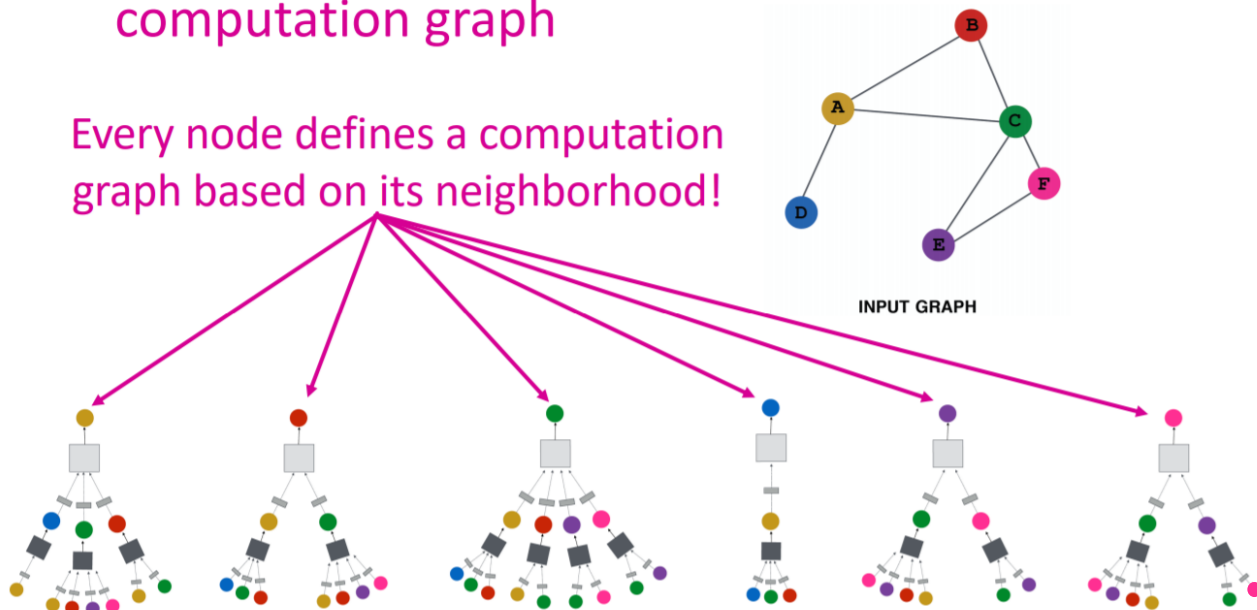 computation graph
Every node defines a computation
graph based on its neighborhood!
B
A
C
F
D
E
INPUT GRAPH